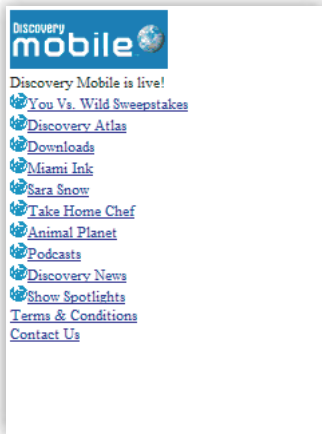 Discovery
mobile
Discovery Mobile is live!
You Vs. Wild Sweepstakes
Discovery Atlas
Downloads
Miami Ink
Sara Snow
Take Home Chef
Animal Planet
Podcasts
Discovery News
Show Spotlights
Terms & Conditions
Contact Us